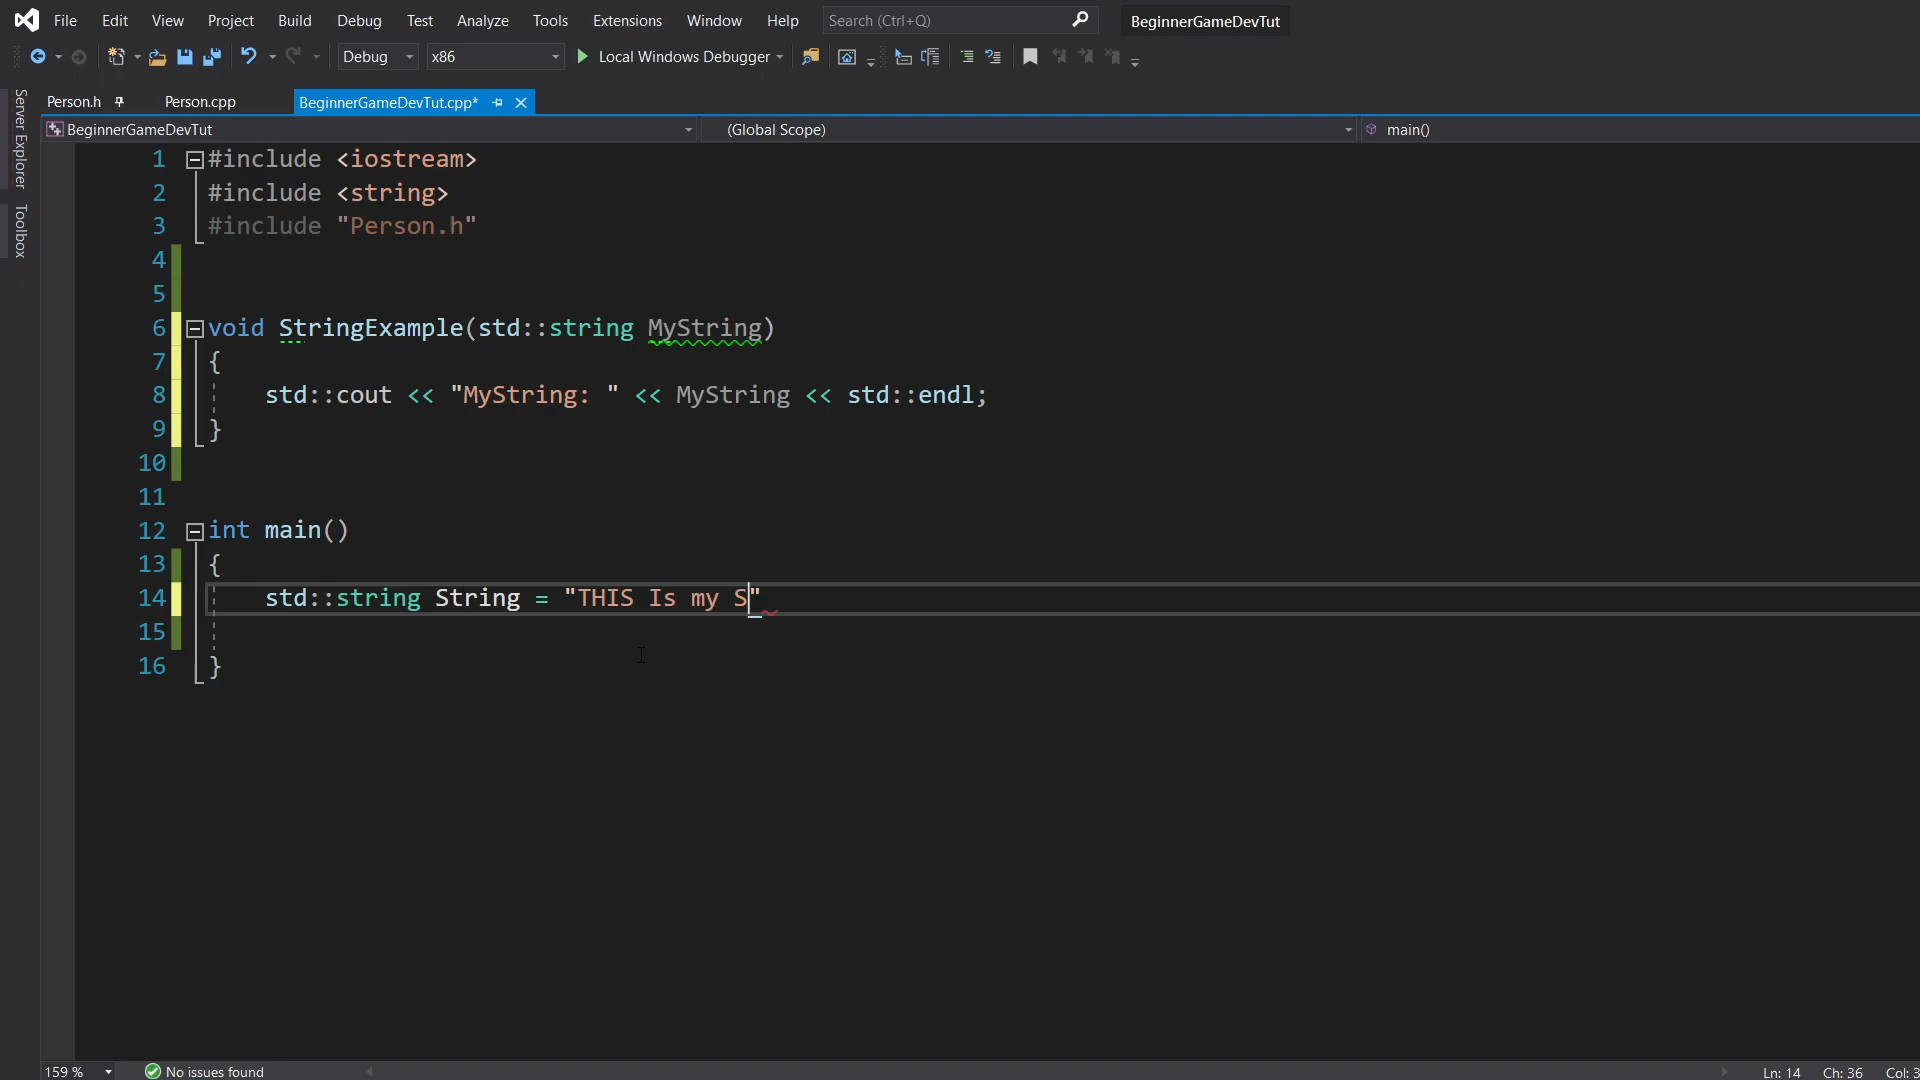 File Edit View Project Build Debug Test Analyze Tools Extensions Window Help Search (Ctrl+Q) BeginnerGameDevTut
Debug x86 Local Windows Debugger
Server Explorer
Toolbox
Person.h Person.cpp BeginnerGameDevTut.cpp*
BeginnerGameDevTut (Global Scope) main()
1 #include <iostream>
2 #include <string>
3 #include "Person.h"
4
5
6 void StringExample(std::string MyString)
7 {
8 std::cout << "MyString: " << MyString << std::endl;
9 }
10
11
12 int main()
13 {
14 std::string String = "THIS Is my S"
15
16 }
159 % No issues found Ln: 14 Ch: 36 Col: 3